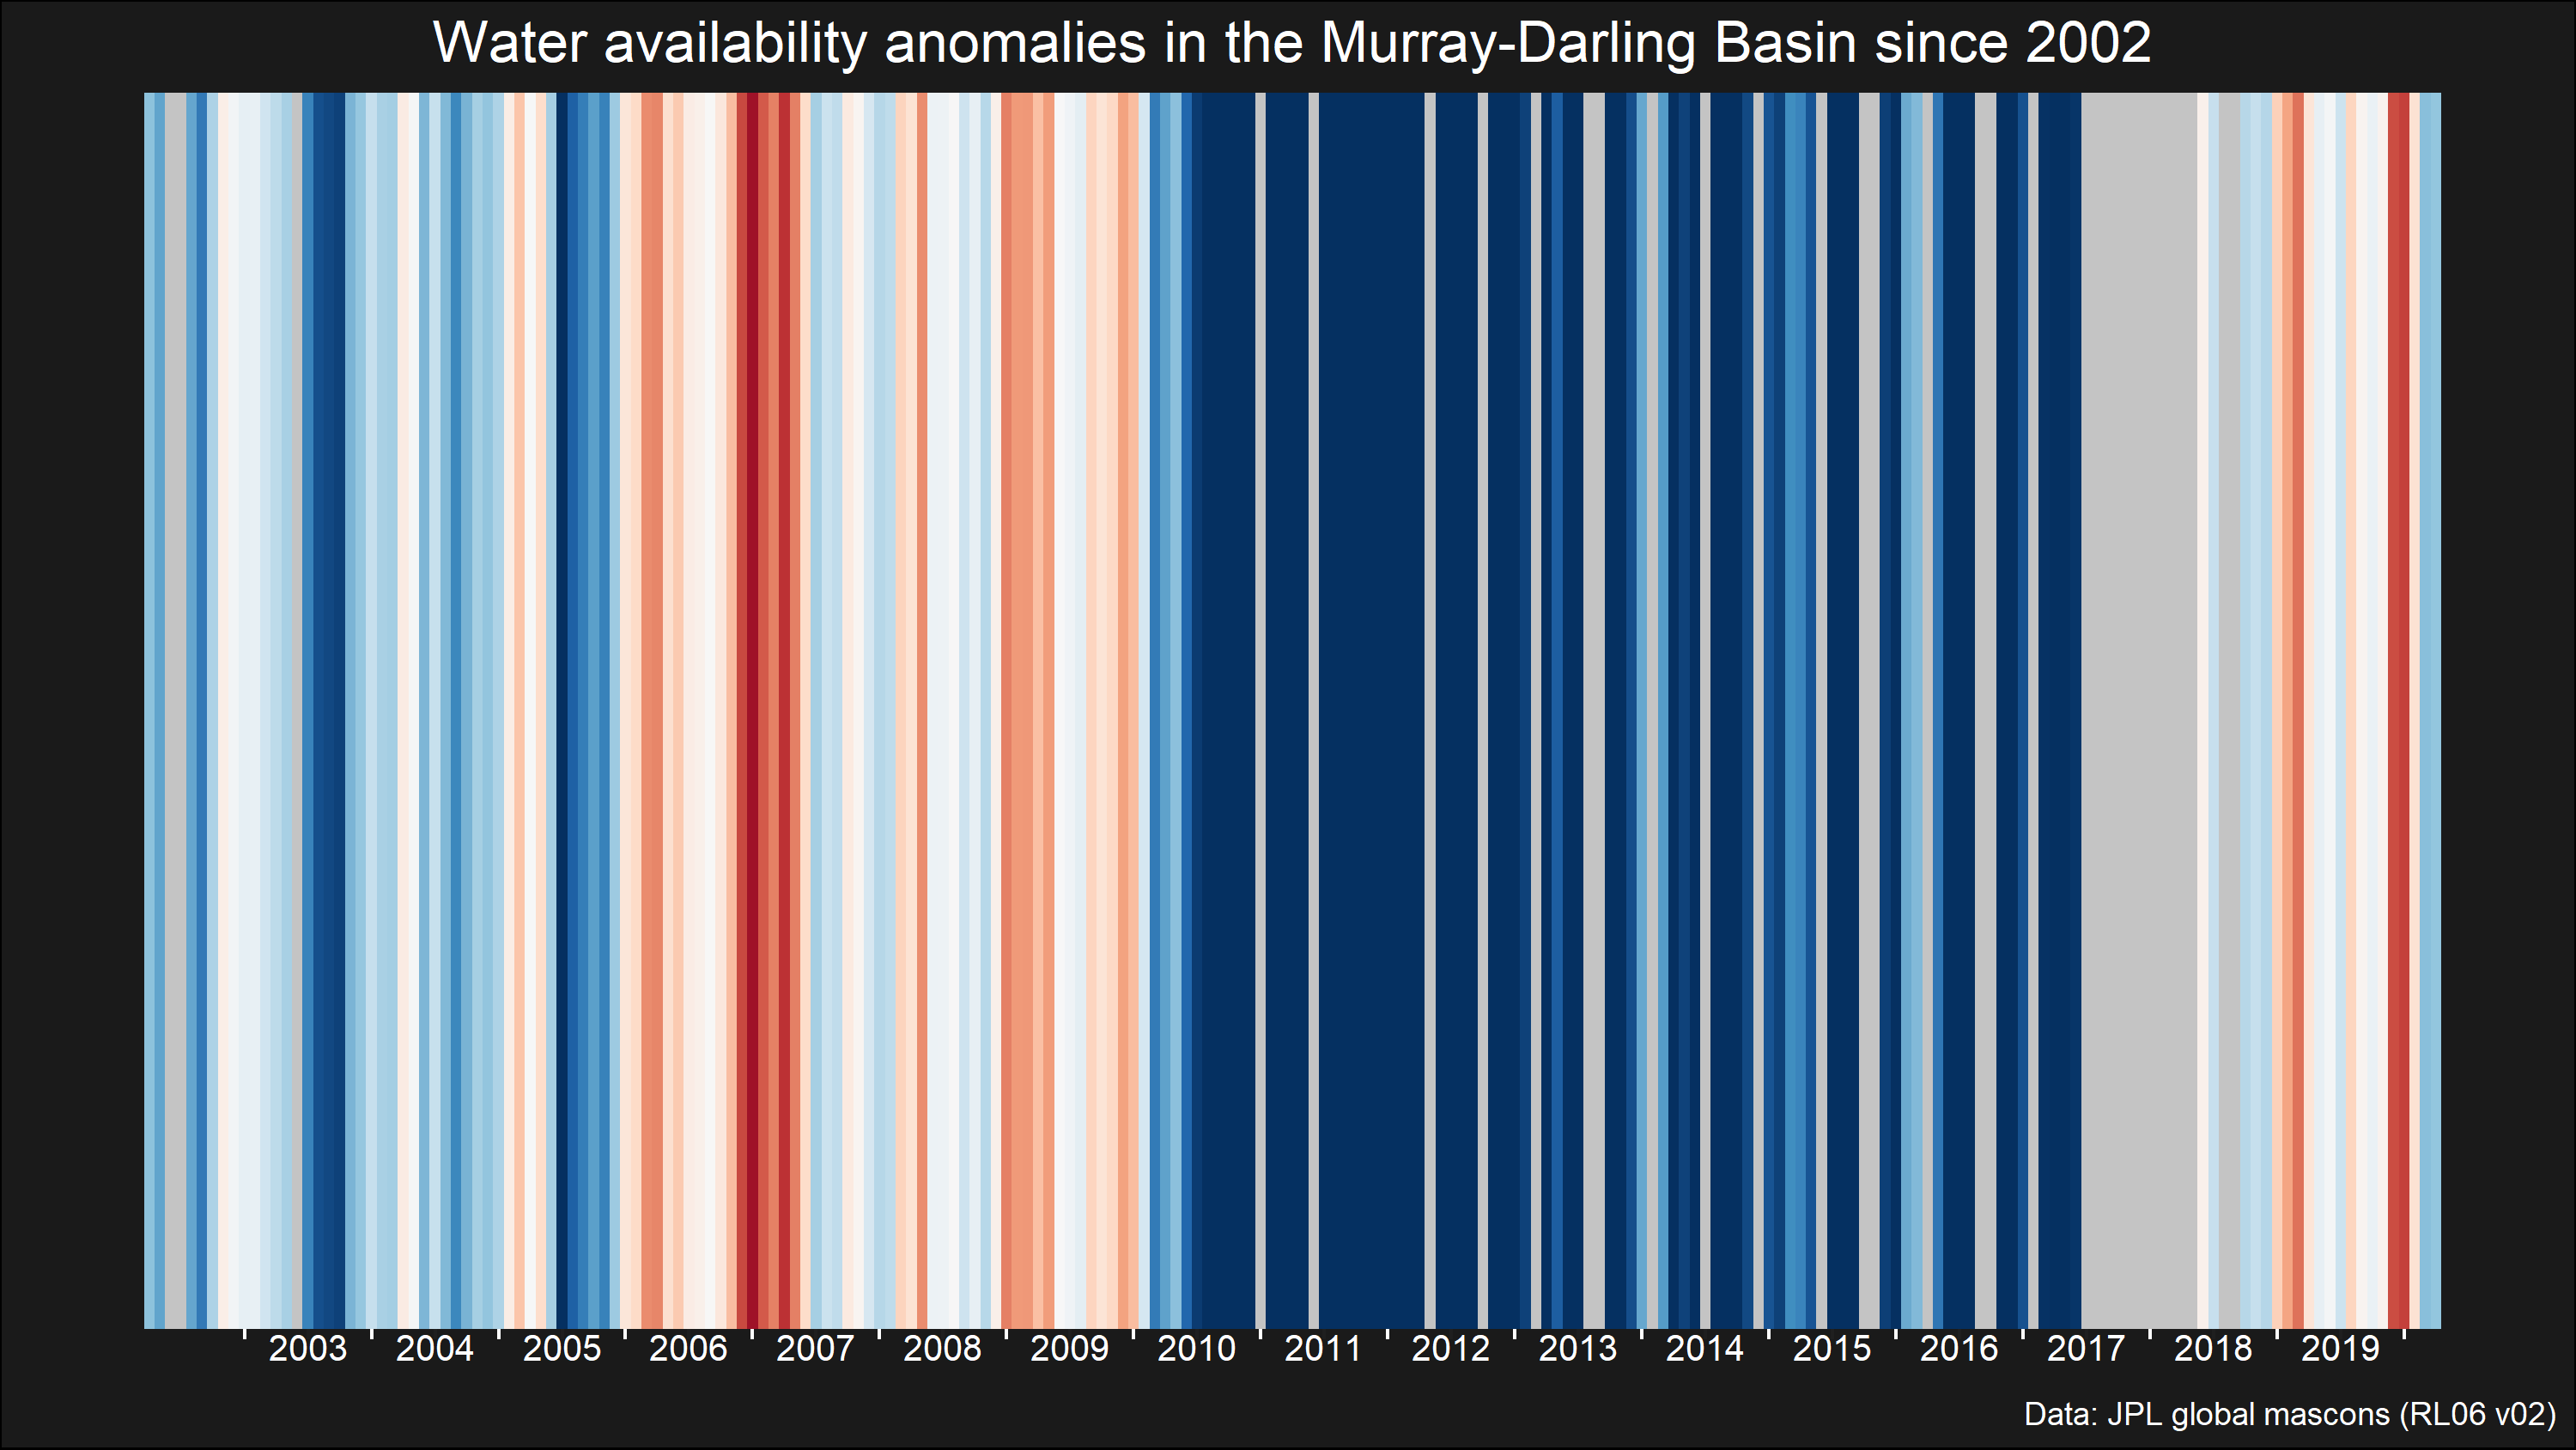 Water availability anomalies in the Murray-Darling Basin since 2002
2003 2004 2005 2006 2007 2008 2009 2010 2011 2012 2013 2014 2015 2016 2017 2018 2019
Data: JPL global mascons (RL06 v02)